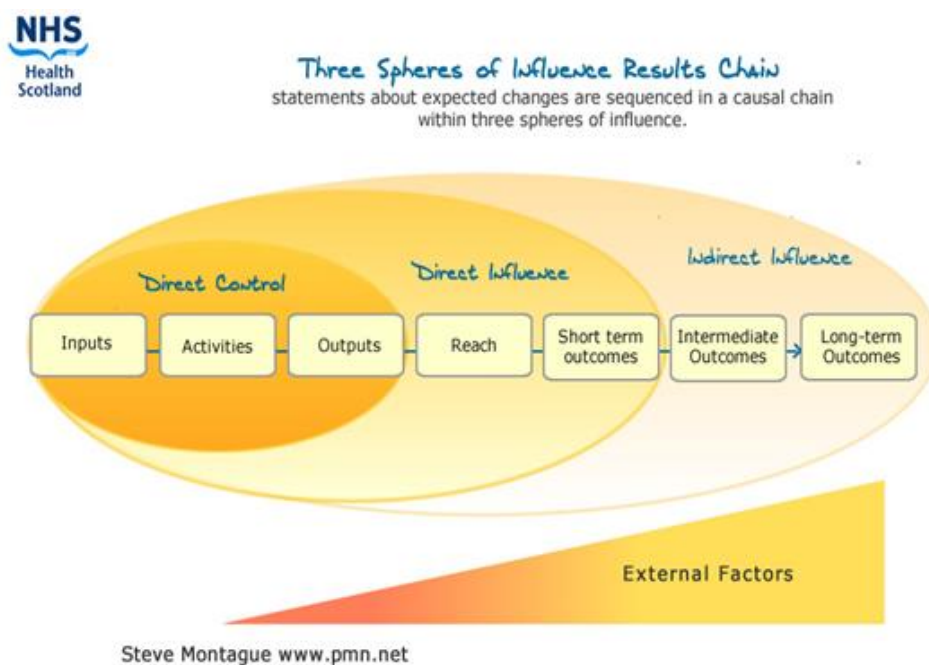 NHS
Health
Scotland
Three Spheres of Influence Results Chain
statements about expected changes are sequenced in a causal chain
within three spheres of influence.
Direct Control
Direct Influence
Indirect Influence
Inputs
Activities
Outputs
Reach
Short term
outcomes
Intermediate
Outcomes
Long-term
Outcomes
External Factors
Steve Montague www.pmn.net